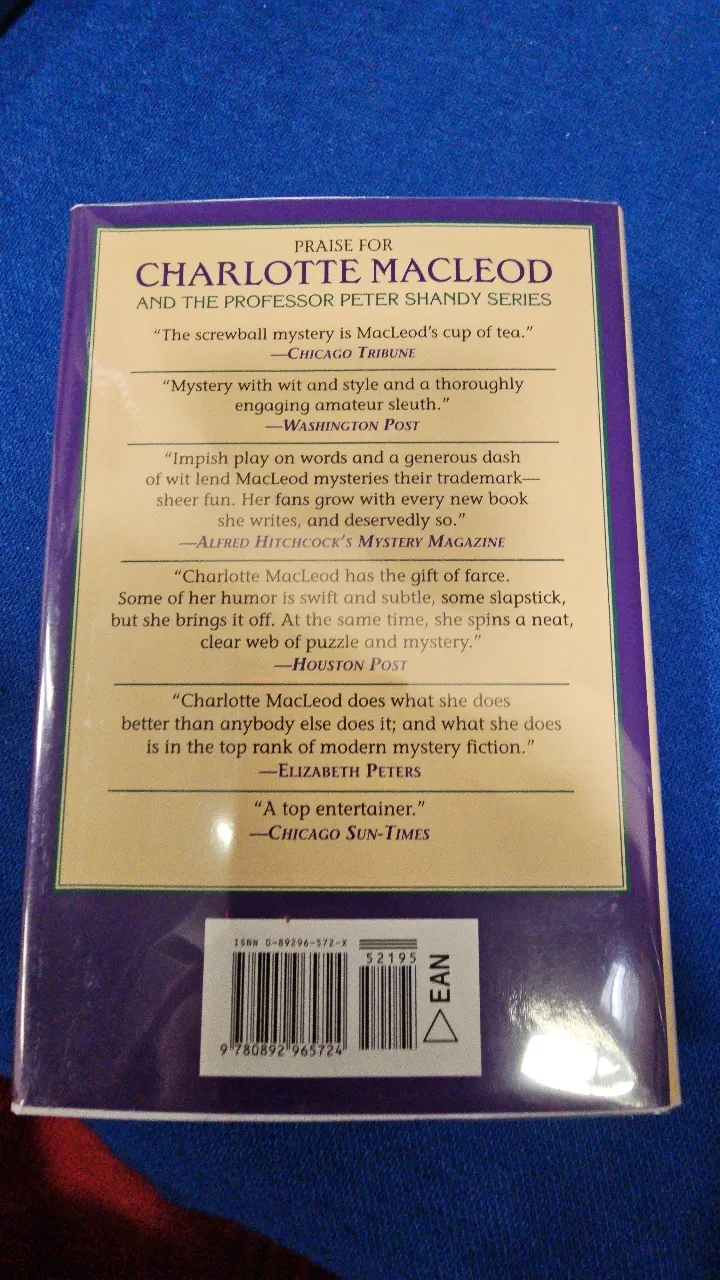 PRAISE FOR
CHARLOTTE MACLEOD
AND THE PROFESSOR PETER SHANDY SERIES
“The screwball mystery is MacLeod’s cup of tea.”
—CHICAGO TRIBUNE
“Mystery with wit and style and a thoroughly
engaging amateur sleuth.”
—WASHINGTON POST
“Impish play on words and a generous dash
of wit lend MacLeod mysteries their trademark—
sheer fun. Her fans grow with every new book
she writes, and deservedly so.”
—ALFRED HITCHCOCK’S MYSTERY MAGAZINE
“Charlotte MacLeod has the gift of farce.
Some of her humor is swift and subtle, some slapstick,
but she brings it off. At the same time, she spins a neat,
clear web of puzzle and mystery.”
—HOUSTON POST
“Charlotte MacLeod does what she does
better than anybody else does it; and what she does
is in the top rank of modern mystery fiction.”
—ELIZABETH PETERS
“A top entertainer.”
—CHICAGO SUN-TIMES
ISBN 0-89296-572-X
52195
9 780892 965724
EAN